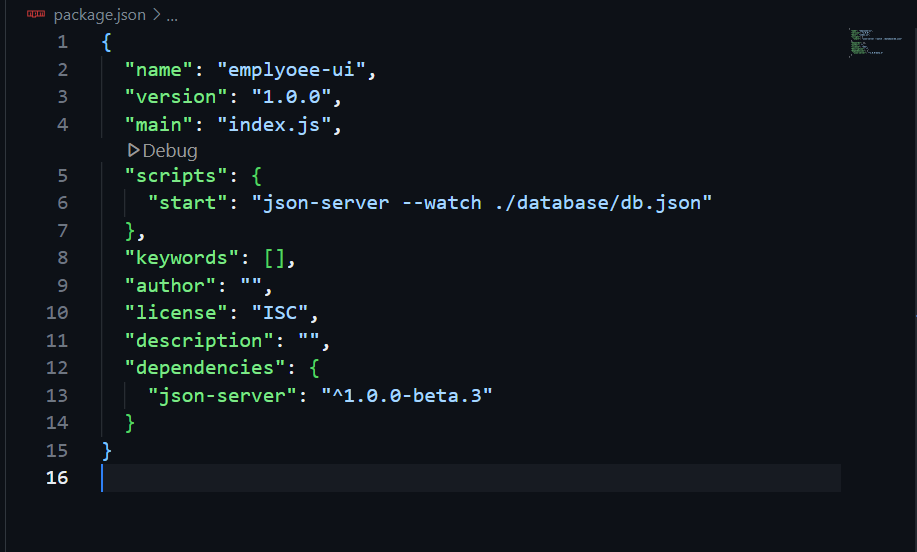 package.json > ...
1 {
2 "name": "emplyoee-ui",
3 "version": "1.0.0",
4 "main": "index.js",
Debug
5 "scripts": {
6 "start": "json-server --watch ./database/db.json"
7 },
8 "keywords": [],
9 "author": "",
10 "license": "ISC",
11 "description": "",
12 "dependencies": {
13 "json-server": "^1.0.0-beta.3"
14 }
15 }
16